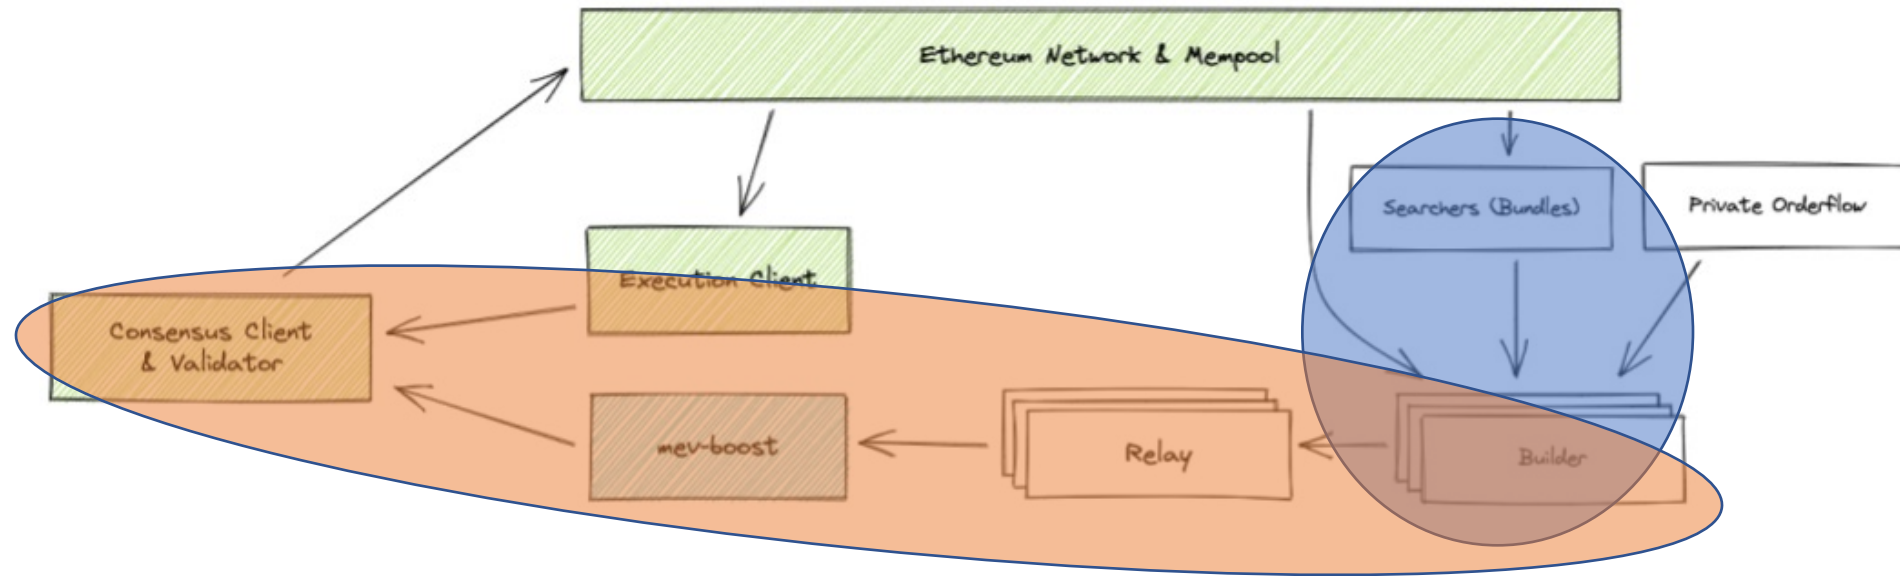 Ethereum Network & Mempool
Searchers (Bundles)
Private Orderflow
Execution Client
Consensus Client
& Validator
mev-boost
Relay
Builder